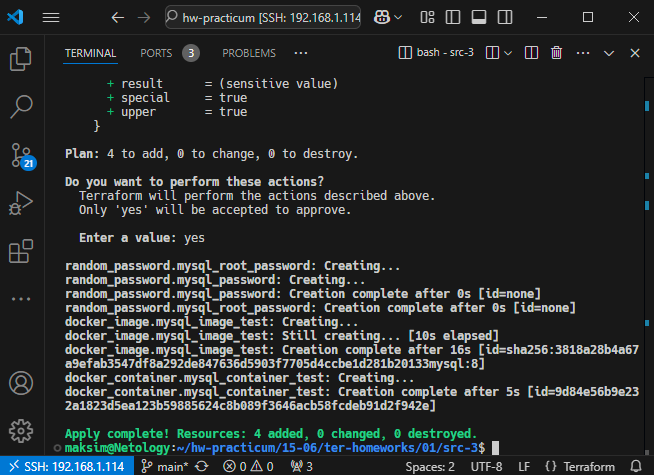 hw-practicum [SSH: 192.168.1.114
TERMINAL PORTS 3 PROBLEMS ··· bash - src-3
+ result = (sensitive value)
+ special = true
+ upper = true
}
Plan: 4 to add, 0 to change, 0 to destroy.
Do you want to perform these actions?
Terraform will perform the actions described above.
Only 'yes' will be accepted to approve.
Enter a value: yes
random_password.mysql_root_password: Creating...
random_password.mysql_password: Creating...
random_password.mysql_password: Creation complete after 0s [id=none]
random_password.mysql_root_password: Creation complete after 0s [id=none]
docker_image.mysql_image_test: Creating...
docker_image.mysql_image_test: Still creating... [10s elapsed]
docker_image.mysql_image_test: Creation complete after 16s [id=sha256:3818a28b4a67
a9efab3547df8a292de847636d5903f7705d4ccbe1d281b20133mysql:8]
docker_container.mysql_container_test: Creating...
docker_container.mysql_container_test: Creation complete after 5s [id=9d84e56b9e23
2a1823d5ea123b59885624c8b089f3646acb58fcdeb91d2f942e]
Apply complete! Resources: 4 added, 0 changed, 0 destroyed.
maksim@Netology:~/hw-practicum/15-06/ter-homeworks/01/src-3$
21
SSH: 192.168.1.114 main* 0 0 3 Spaces: 2 UTF-8 LF {} Terraform